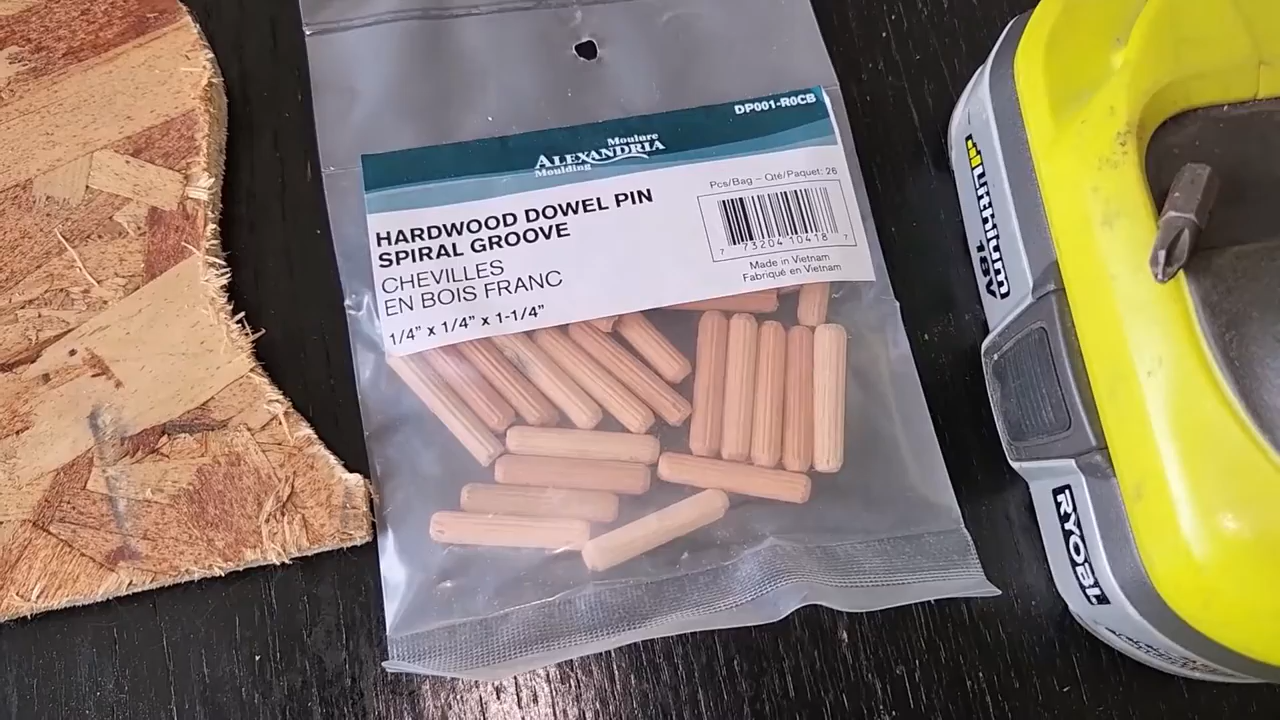 DP001-R0CB
Moulure
ALEXANDRIA
Moulding
HARDWOOD DOWEL PIN
SPIRAL GROOVE
CHEVILLES
EN BOIS FRANC
1/4" x 1/4" x 1-1/4"
Pcs/Bag – Qté/Paquet: 26
7 73204 10418 7
Made in Vietnam
Fabriqué en Vietnam
Lithium
18V
RYOBI